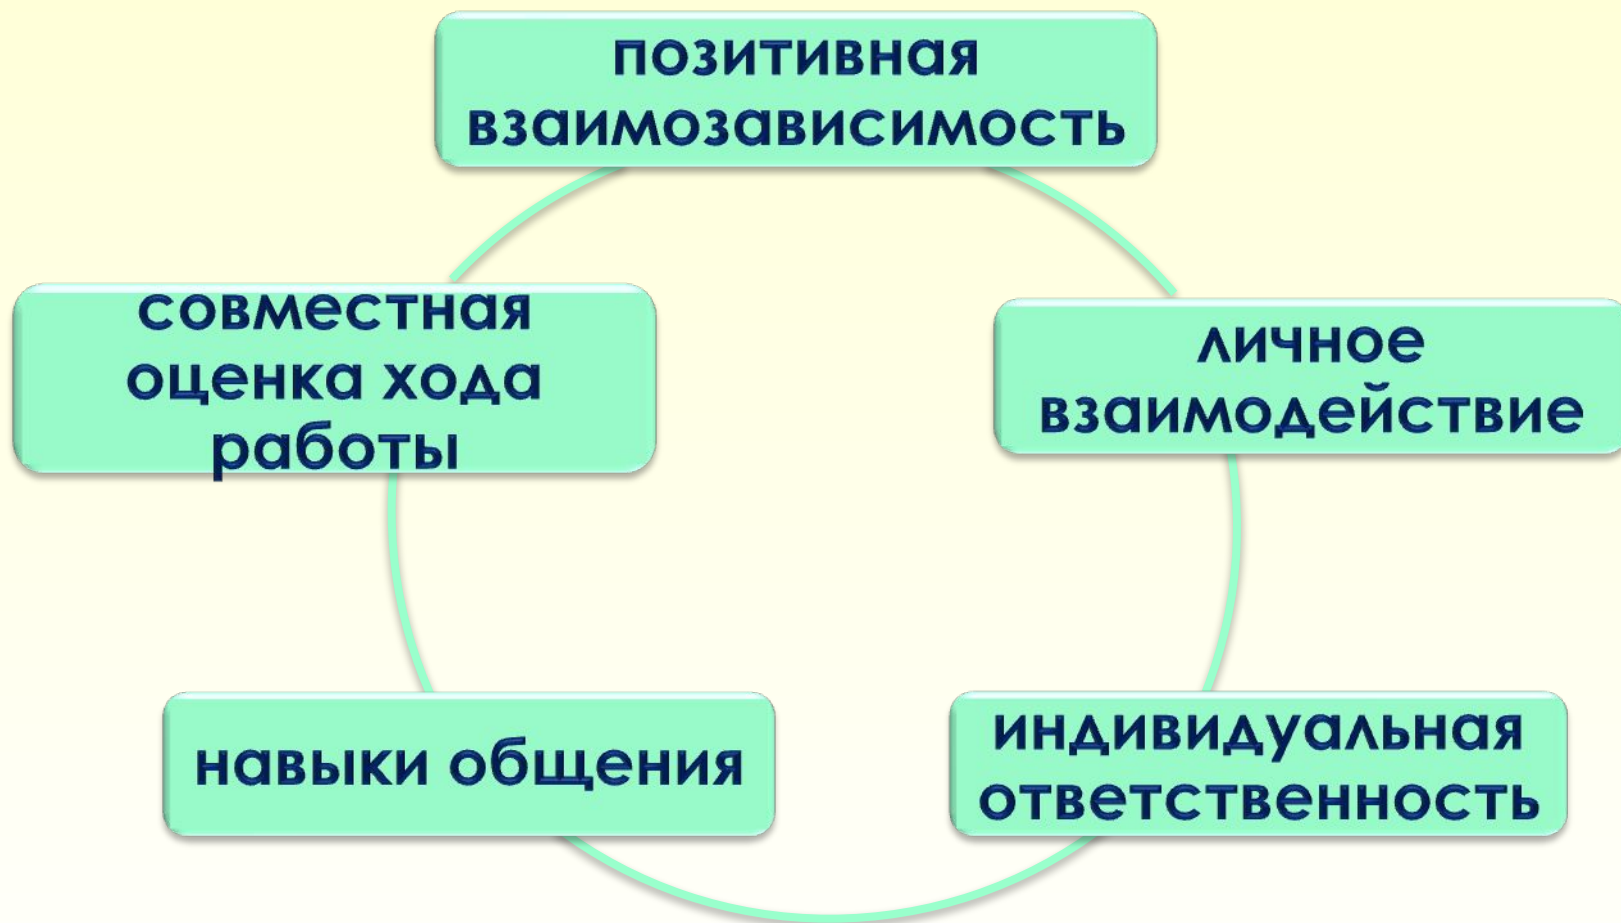 позитивная
взаимозависимость
совместная
оценка хода
работы
личное
взаимодействие
навыки общения
индивидуальная
ответственность